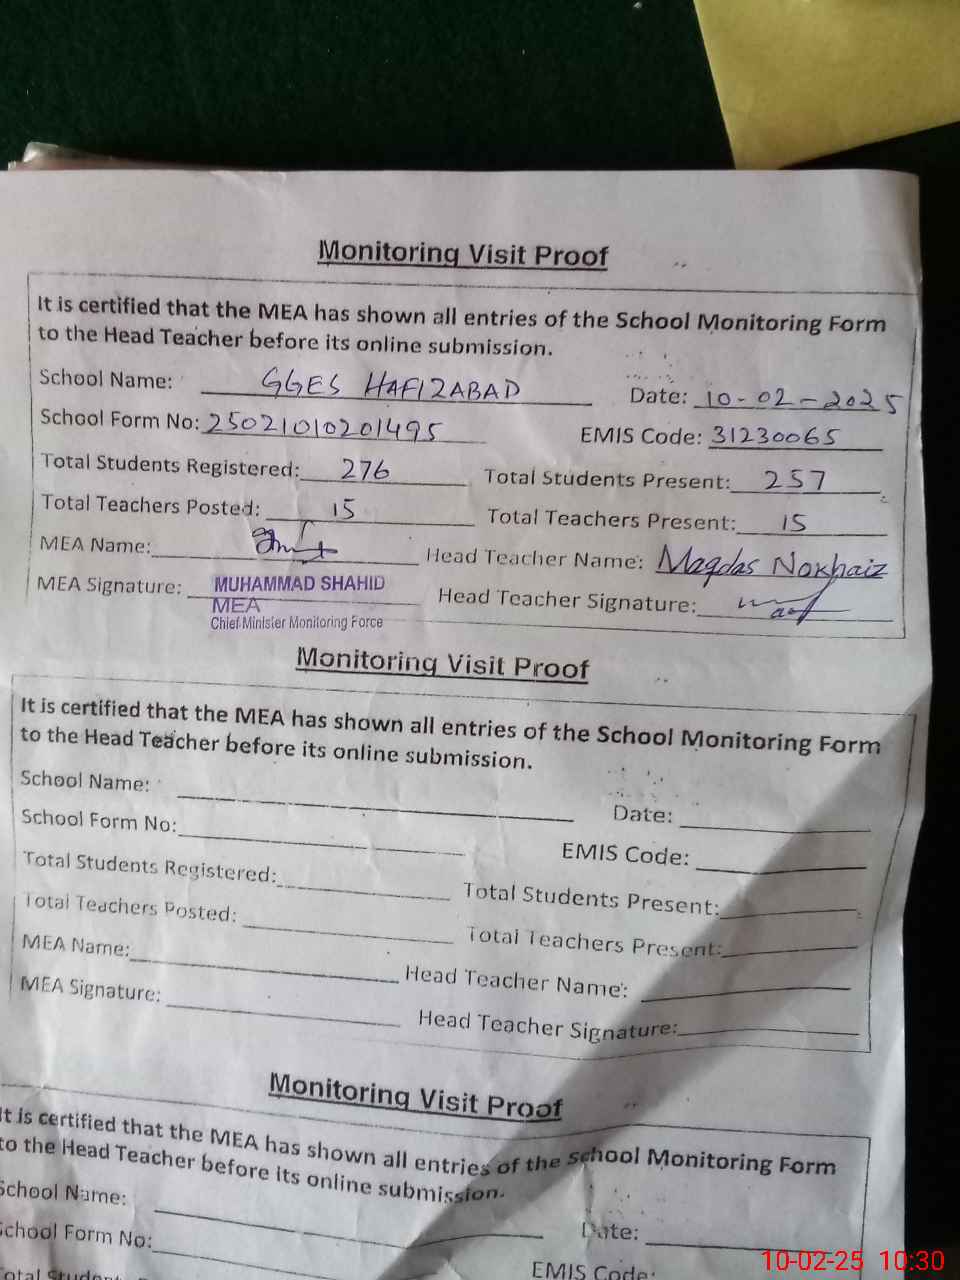 Monitoring Visit Proof
It is certified that the MEA has shown all entries of the School Monitoring Form
to the Head Teacher before its online submission.
School Name: GGES HAFIZABAD Date: 10-02-2025
School Form No: 25021010201495 EMIS Code: 31230065
Total Students Registered: 276 Total Students Present: 257
Total Teachers Posted: 15 Total Teachers Present: 15
MEA Name: Head Teacher Name: Maqdas Nokhaiz
MEA Signature: MUHAMMAD SHAHID Head Teacher Signature:
MEA
Chief Minister Monitoring Force
Monitoring Visit Proof
It is certified that the MEA has shown all entries of the School Monitoring Form
to the Head Teacher before its online submission.
School Name: Date:
School Form No: EMIS Code:
Total Students Registered: Total Students Present:
Total Teachers Posted: Total Teachers Present:
MEA Name: Head Teacher Name:
MEA Signature: Head Teacher Signature:
Monitoring Visit Proof
It is certified that the MEA has shown all entries of the School Monitoring Form
to the Head Teacher before its online submission.
School Name: Date:
School Form No: EMIS Code:
Total Student
10-02-25 10:30